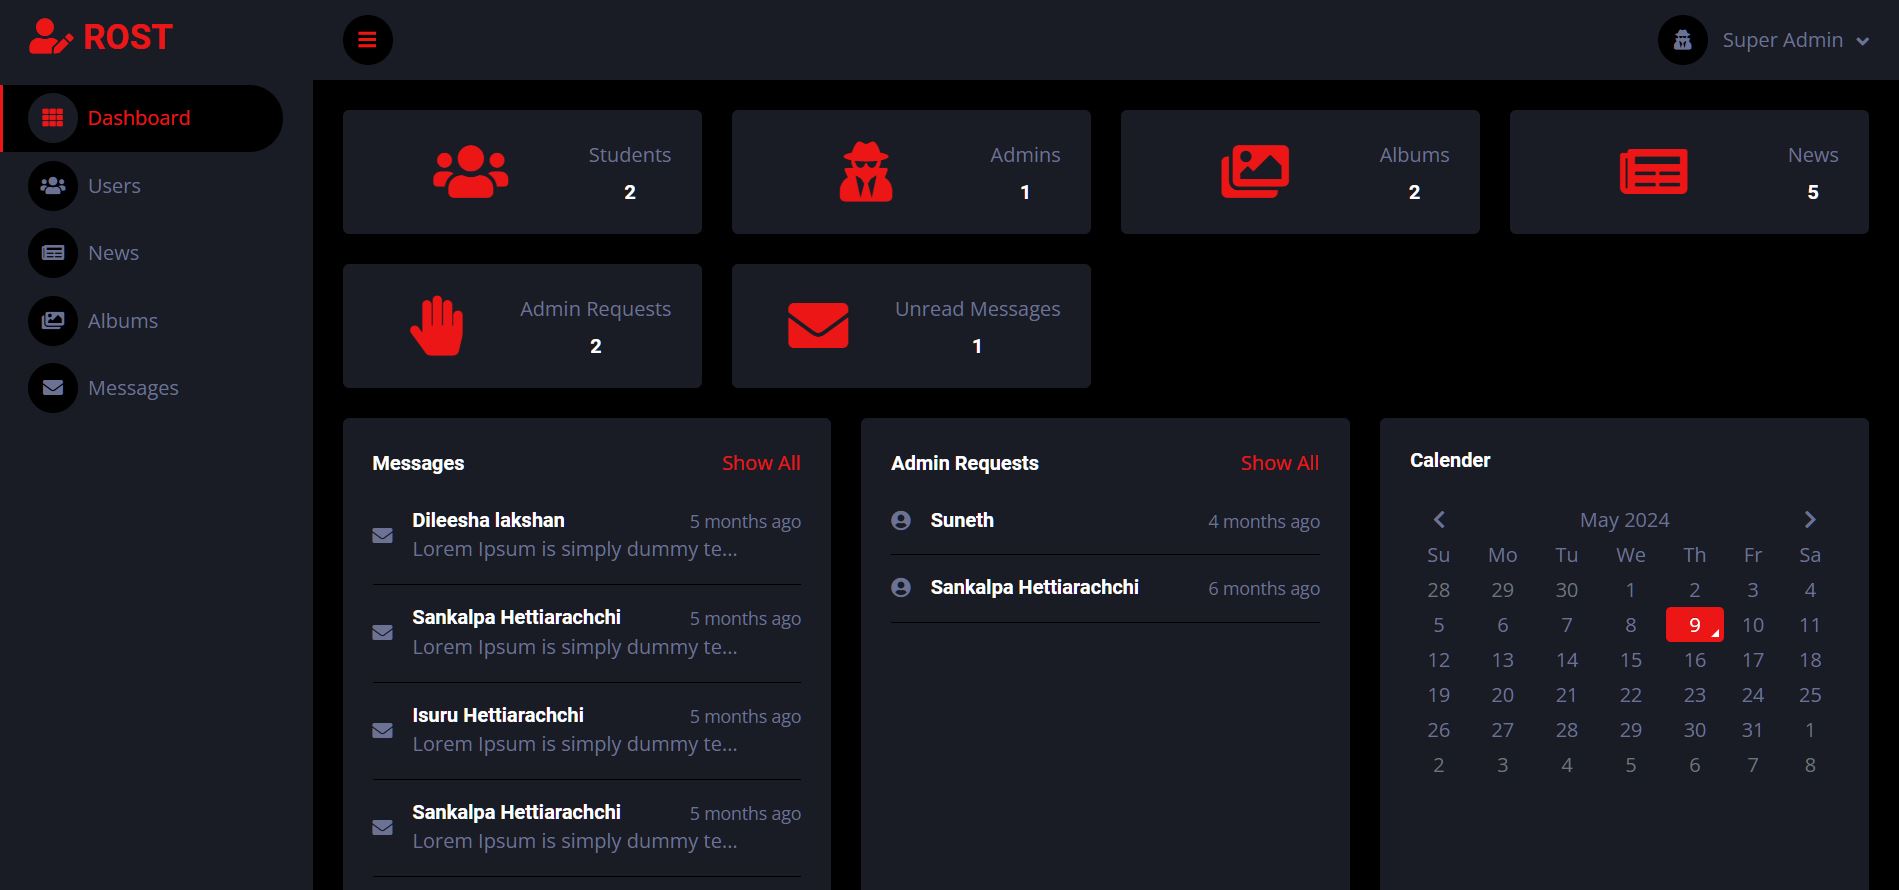 ROST
Super Admin
Dashboard
Users
News
Albums
Messages
Students
2
Admins
1
Albums
2
News
5
Admin Requests
2
Unread Messages
1
Messages Show All
Dileesha lakshan 5 months ago
Lorem Ipsum is simply dummy te...
Sankalpa Hettiarachchi 5 months ago
Lorem Ipsum is simply dummy te...
Isuru Hettiarachchi 5 months ago
Lorem Ipsum is simply dummy te...
Sankalpa Hettiarachchi 5 months ago
Lorem Ipsum is simply dummy te...
Admin Requests Show All
Suneth 4 months ago
Sankalpa Hettiarachchi 6 months ago
Calender
May 2024
Su Mo Tu We Th Fr Sa
28 29 30 1 2 3 4
5 6 7 8 9 10 11
12 13 14 15 16 17 18
19 20 21 22 23 24 25
26 27 28 29 30 31 1
2 3 4 5 6 7 8